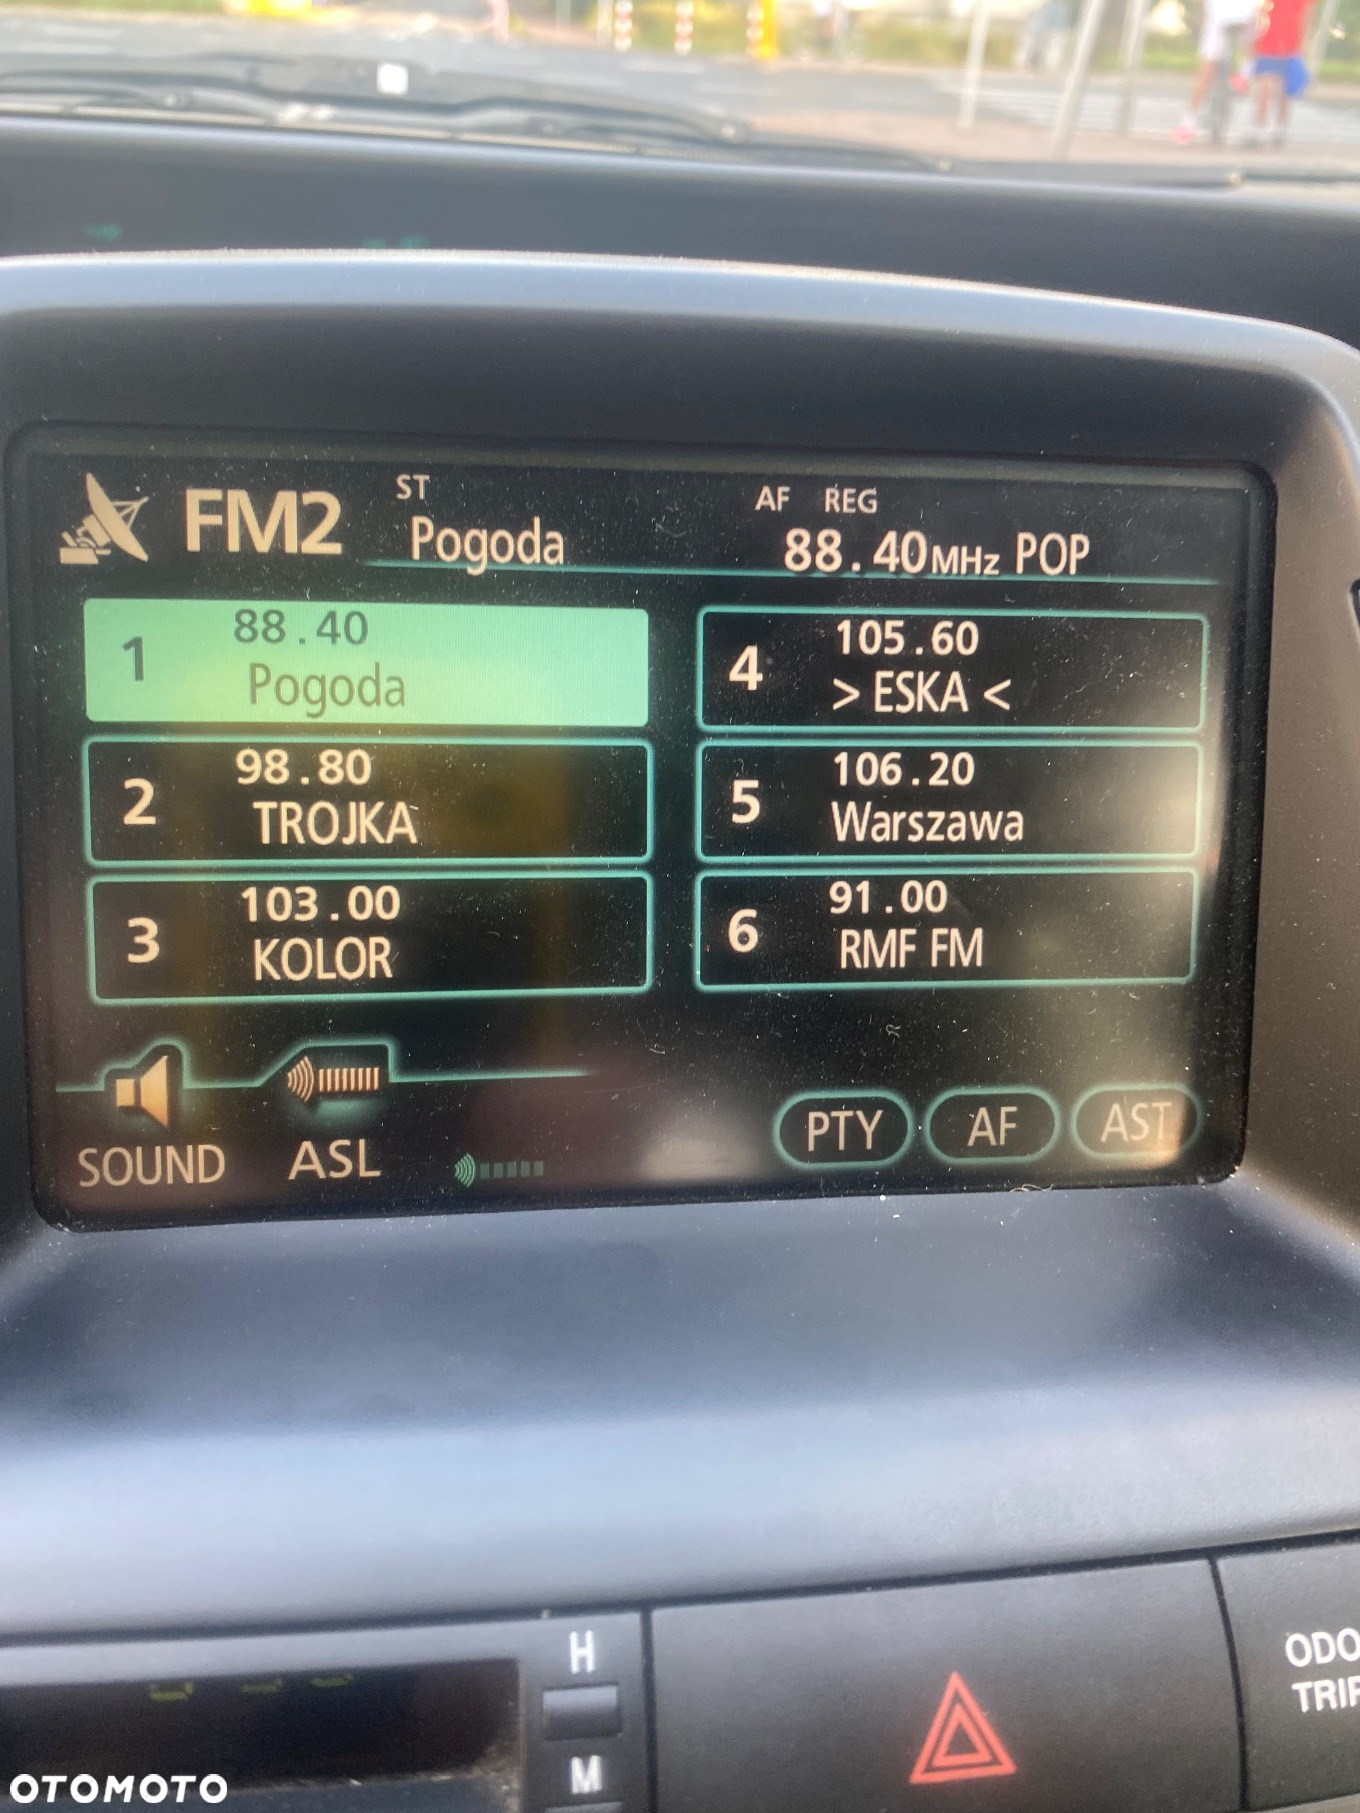 FM2
ST
Pogoda
AF REG
88.40MHz POP
1
88.40
Pogoda
2
98.80
TROJKA
3
103.00
KOLOR
4
105.60
> ESKA <
5
106.20
Warszawa
6
91.00
RMF FM
SOUND
ASL
PTY
AF
AST
H
M
ODO
OTOMOTO